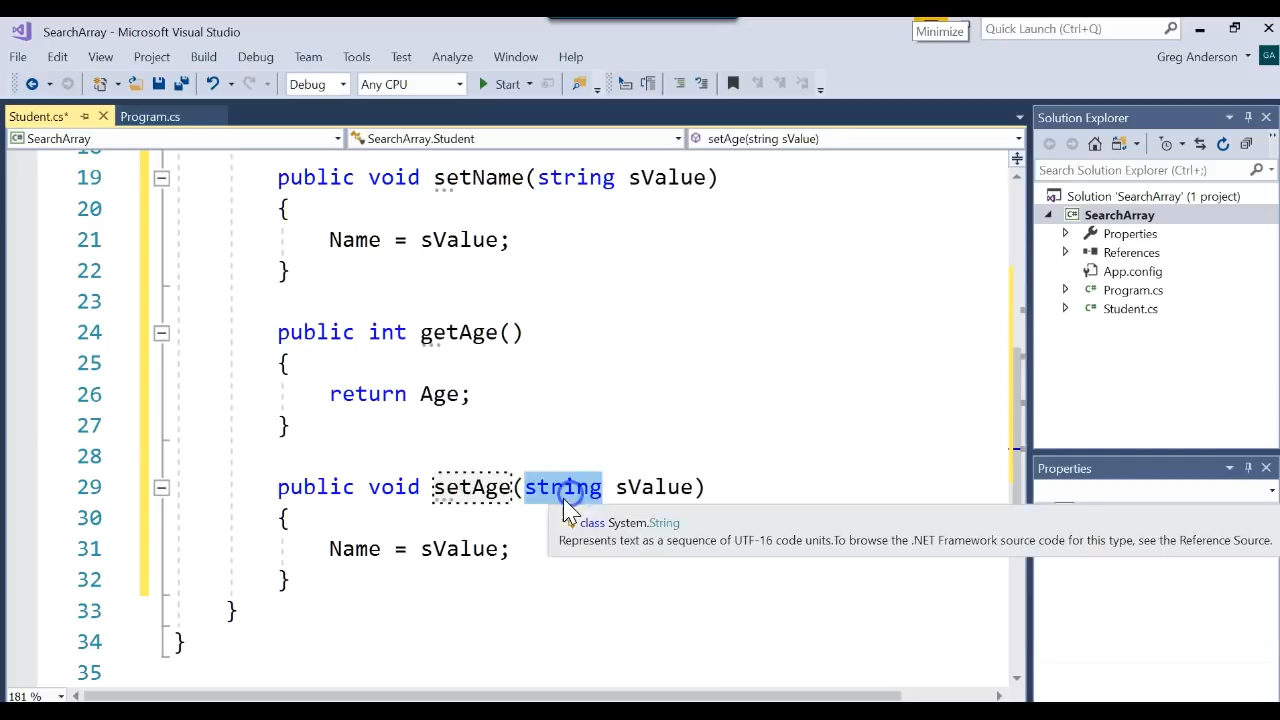 SearchArray - Microsoft Visual Studio
Minimize
Quick Launch (Ctrl+Q)
File Edit View Project Build Debug Team Tools Test Analyze Window Help
Greg Anderson GA
Debug Any CPU Start
Student.cs* Program.cs
SearchArray SearchArray.Student setAge(string sValue)
18
19 public void setName(string sValue)
20 {
21 Name = sValue;
22 }
23
24 public int getAge()
25 {
26 return Age;
27 }
28
29 public void setAge(string sValue)
30 {
31 Name = sValue;
32 }
33 }
34 }
35
class System.String
Represents text as a sequence of UTF-16 code units.To browse the .NET Framework source code for this type, see the Reference Source.
181 %
Solution Explorer
Search Solution Explorer (Ctrl+;)
Solution 'SearchArray' (1 project)
C# SearchArray
Properties
References
App.config
C# Program.cs
C# Student.cs
Properties